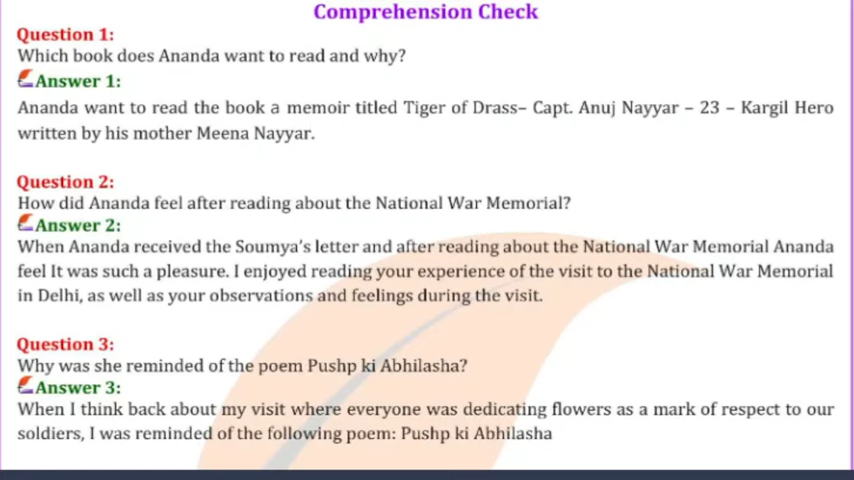 Comprehension Check
Question 1:
Which book does Ananda want to read and why?
Answer 1:
Ananda want to read the book a memoir titled Tiger of Drass– Capt. Anuj Nayyar – 23 – Kargil Hero
written by his mother Meena Nayyar.
Question 2:
How did Ananda feel after reading about the National War Memorial?
Answer 2:
When Ananda received the Soumya's letter and after reading about the National War Memorial Ananda
feel It was such a pleasure. I enjoyed reading your experience of the visit to the National War Memorial
in Delhi, as well as your observations and feelings during the visit.
Question 3:
Why was she reminded of the poem Pushp ki Abhilasha?
Answer 3:
When I think back about my visit where everyone was dedicating flowers as a mark of respect to our
soldiers, I was reminded of the following poem: Pushp ki Abhilasha